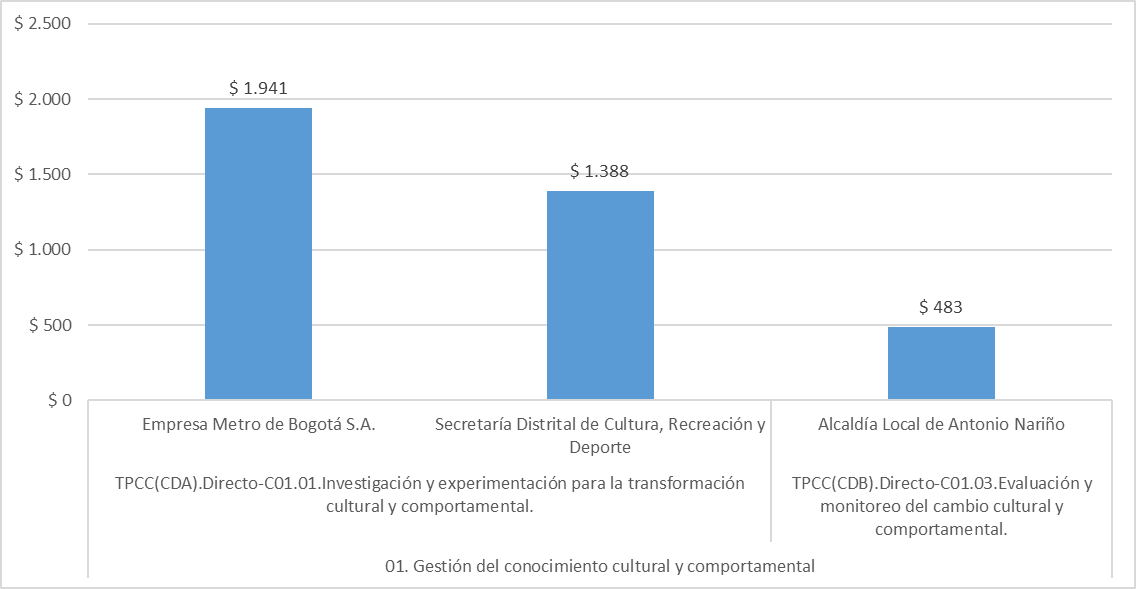 $ 2.500
$ 2.000
$ 1.500
$ 1.000
$ 500
$ 0
$ 1.941
$ 1.388
$ 483
Empresa Metro de Bogotá S.A.
Secretaría Distrital de Cultura, Recreación y
Deporte
Alcaldía Local de Antonio Nariño
TPCC(CDA).Directo-C01.01.Investigación y experimentación para la transformación
cultural y comportamental.
TPCC(CDB).Directo-C01.03.Evaluación y
monitoreo del cambio cultural y
comportamental.
01. Gestión del conocimiento cultural y comportamental